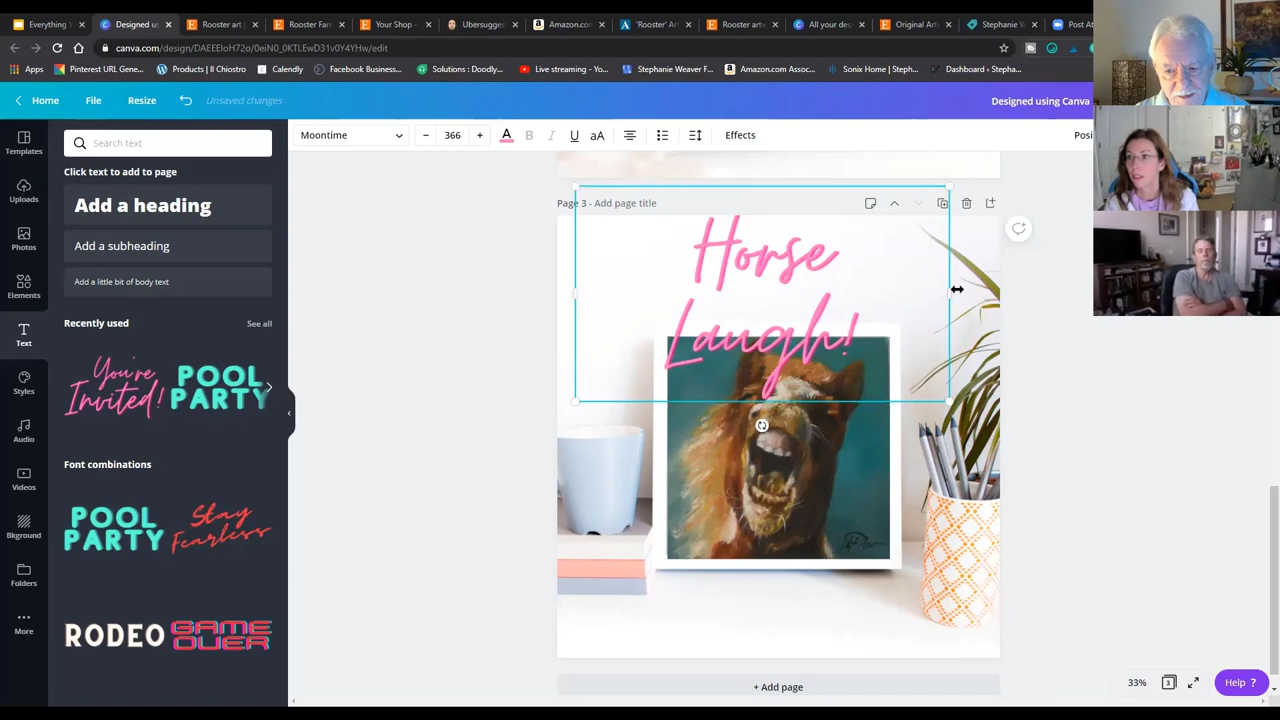 Everything W
Designed us
Rooster art
Rooster Far
Your Shop -
Ubersugges
Amazon.co
'Rooster' Art
Rooster artw
All your des
Original Art
Stephanie W
Post At
canva.com/design/DAEEEIoH72o/0eiN0_0KTLEwD31v0Y4YHw/edit
Apps
Pinterest URL Gene...
Products | Il Chiostro
Calendly
Facebook Business...
Solutions : Doodly...
Live streaming - Yo...
Stephanie Weaver F...
Amazon.com Assoc...
Sonix Home | Steph...
Dashboard ‹ Stepha...
Home
File
Resize
Unsaved changes
Designed using Canva
Templates
Uploads
Photos
Elements
Text
Styles
Audio
Videos
Bkground
Folders
More
Search text
Click text to add to page
Add a heading
Add a subheading
Add a little bit of body text
Recently used
See all
You're Invited!
POOL PARTY
Font combinations
POOL PARTY
Stay Fearless
RODEO
GAME OVER
Moontime
366
A
B
I
U
aA
Effects
Posi
Page 3 - Add page title
Horse
Laugh!
+ Add page
33%
3
Help ?